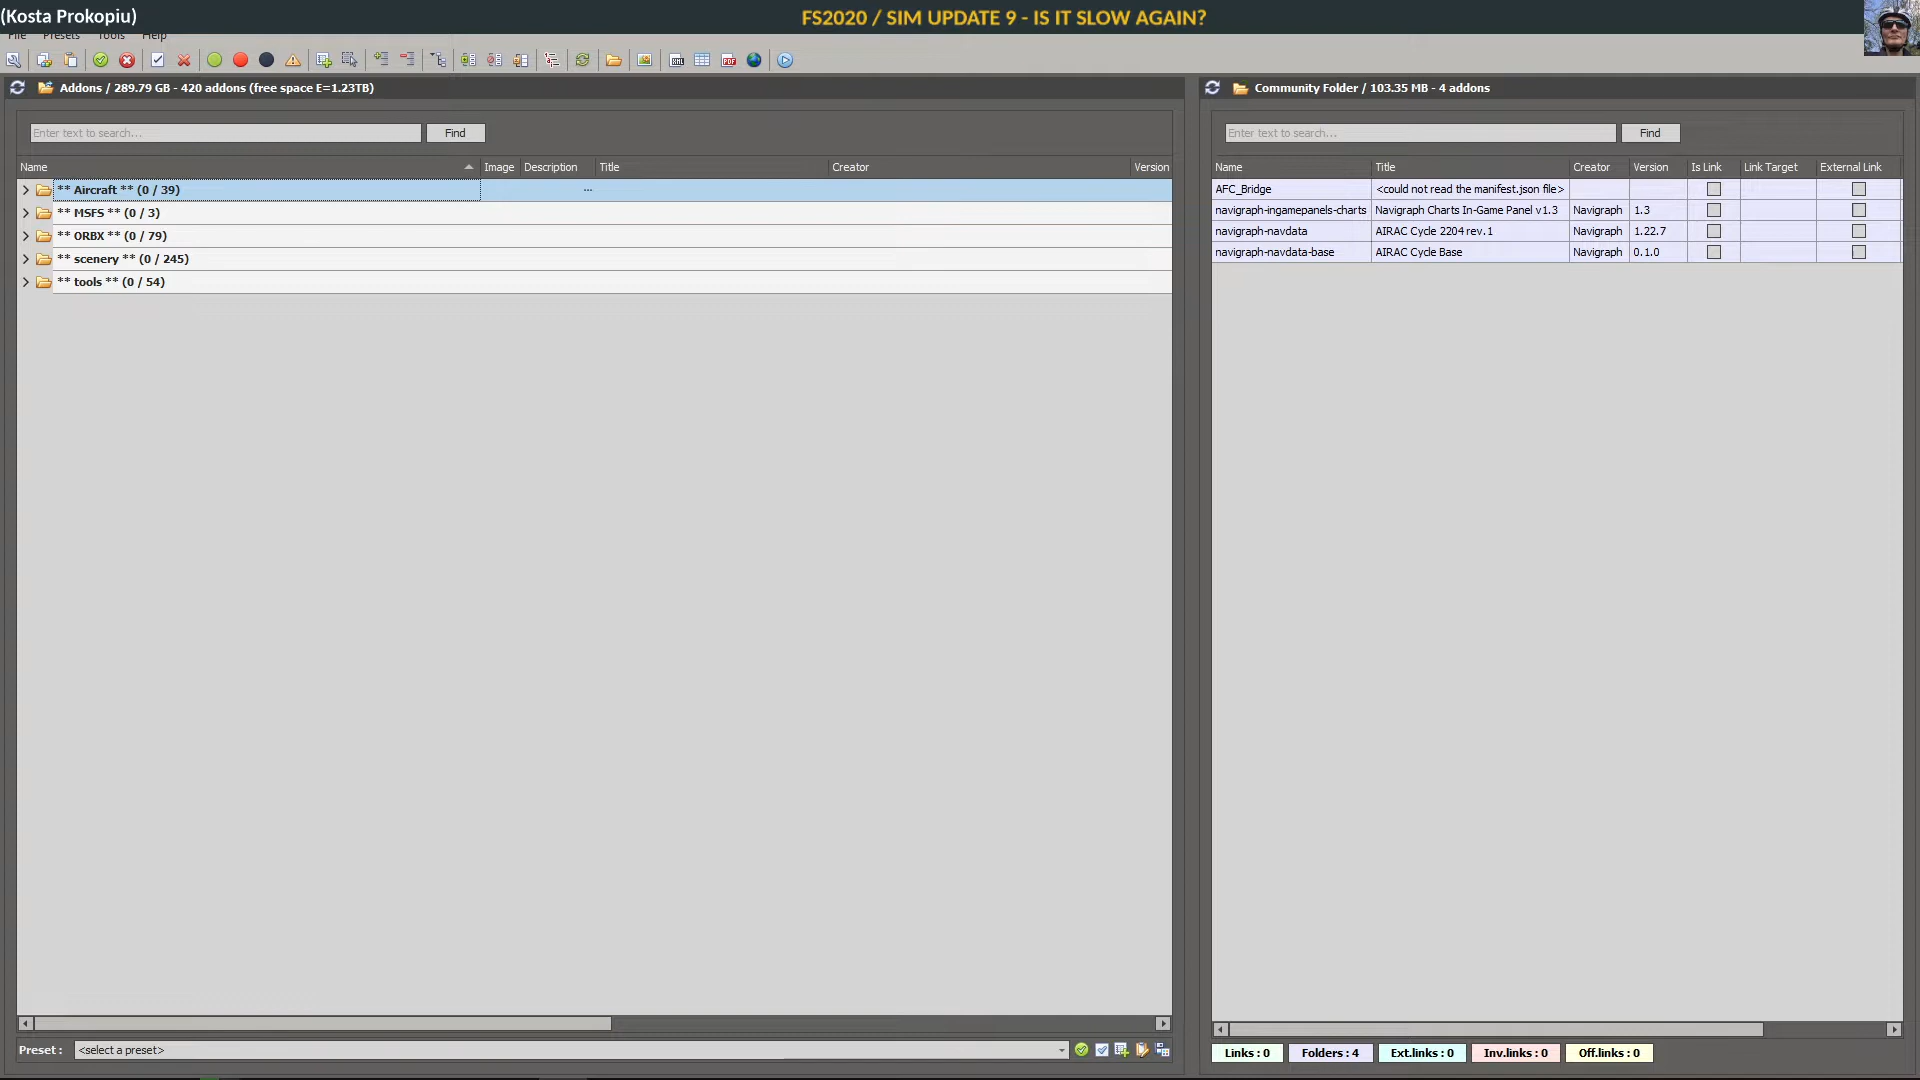 (Kosta Prokopiu)
FS2020 / SIM UPDATE 9 - IS IT SLOW AGAIN?
File Presets Tools Help
Addons / 289.79 GB - 420 addons (free space E=1.23TB)
Enter text to search...
Find
Name Image Description Title Creator Version
** Aircraft ** (0 / 39) ...
** MSFS ** (0 / 3)
** ORBX ** (0 / 79)
** scenery ** (0 / 245)
** tools ** (0 / 54)
Preset : <select a preset>
Community Folder / 103.35 MB - 4 addons
Enter text to search...
Find
Name Title Creator Version Is Link Link Target External Link
AFC_Bridge <could not read the manifest.json file>
navigraph-ingamepanels-charts Navigraph Charts In-Game Panel v1.3 Navigraph 1.3
navigraph-navdata AIRAC Cycle 2204 rev.1 Navigraph 1.22.7
navigraph-navdata-base AIRAC Cycle Base Navigraph 0.1.0
Links : 0 Folders : 4 Ext.links : 0 Inv.links : 0 Off.links : 0